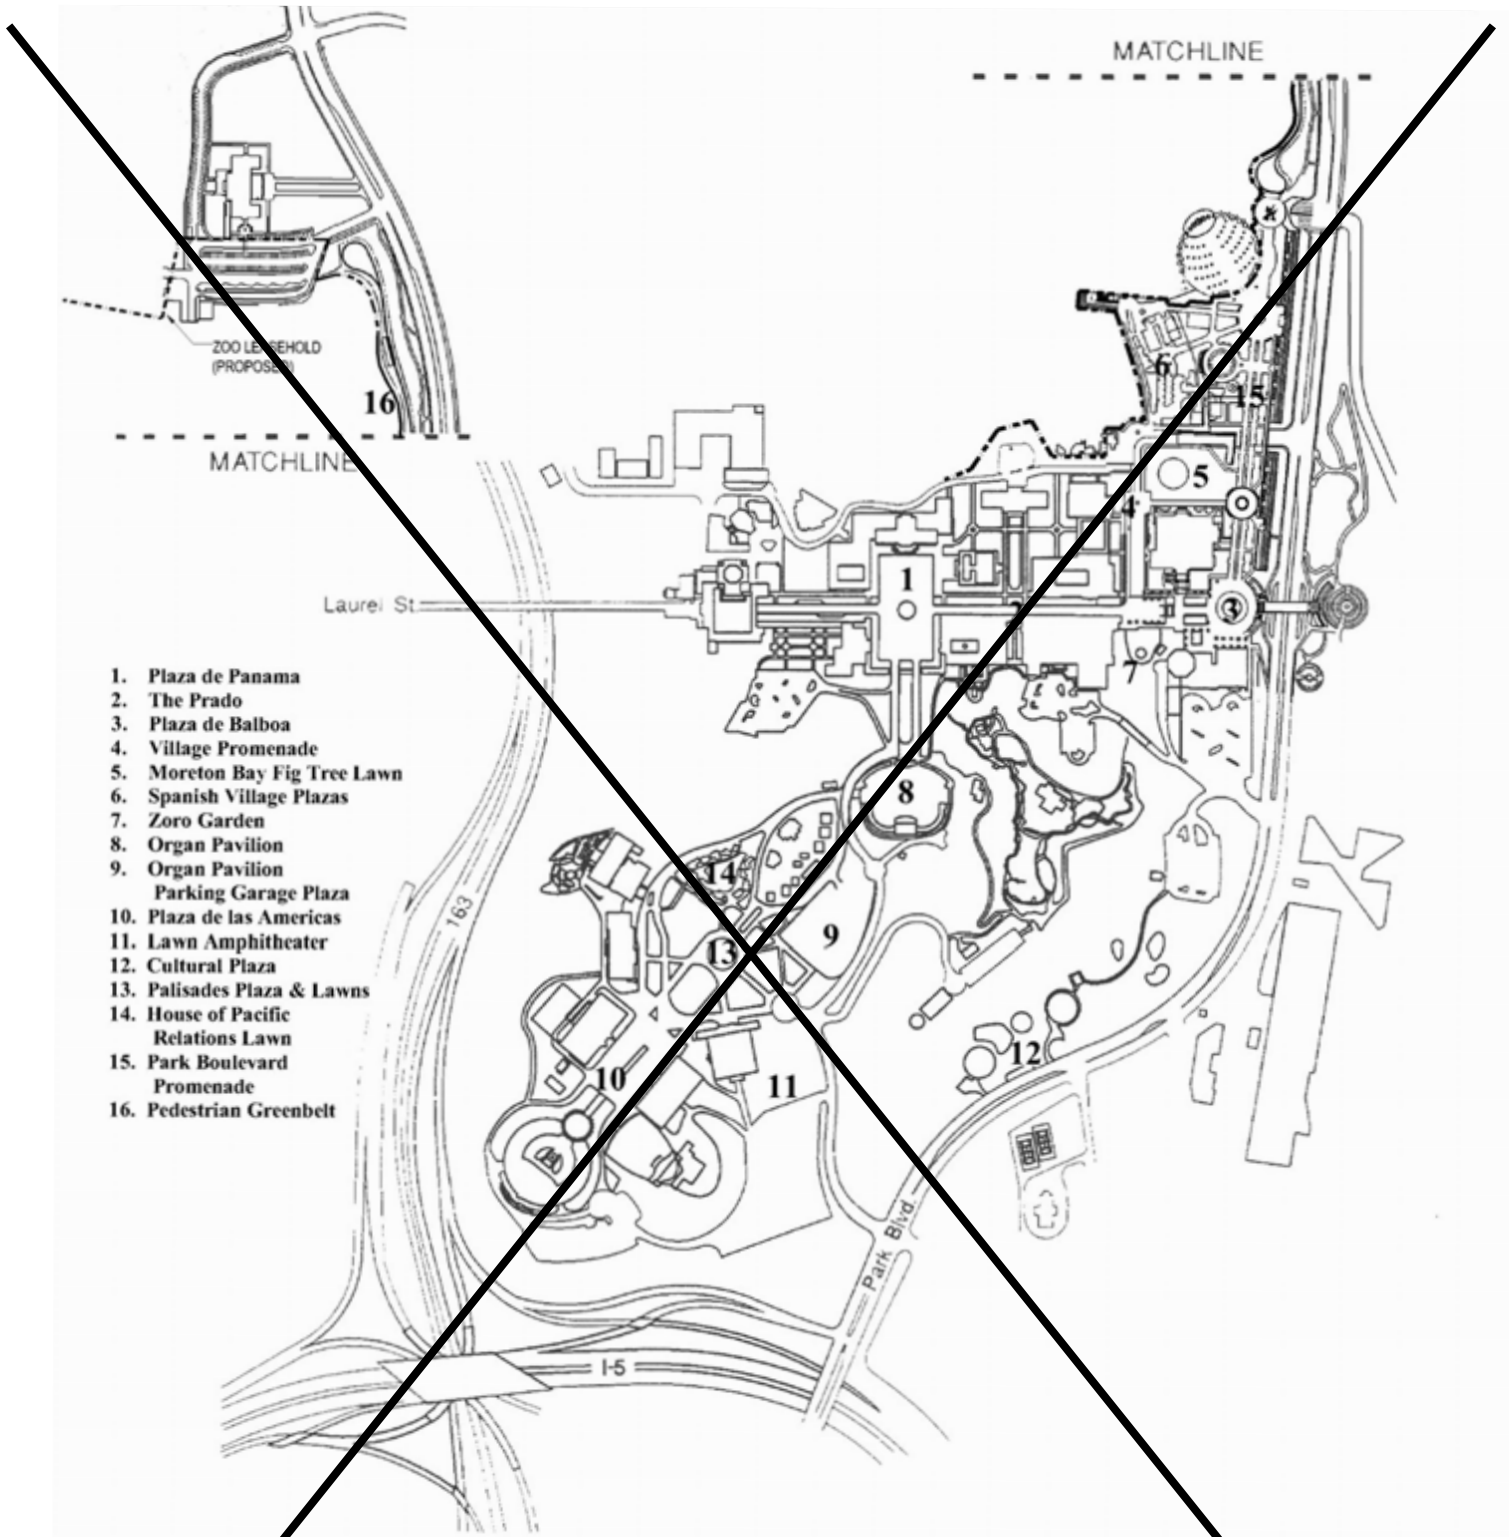 MATCHLINE
ZOO LEASEHOLD
(PROPOSED)
16
MATCHLINE
6
15
5
4
1
Laurel St.
2
3
7
1. Plaza de Panama
2. The Prado
3. Plaza de Balboa
4. Village Promenade
5. Moreton Bay Fig Tree Lawn
6. Spanish Village Plazas
7. Zoro Garden
8. Organ Pavilion
9. Organ Pavilion
Parking Garage Plaza
10. Plaza de las Americas
11. Lawn Amphitheater
12. Cultural Plaza
13. Palisades Plaza & Lawns
14. House of Pacific
Relations Lawn
15. Park Boulevard
Promenade
16. Pedestrian Greenbelt
8
14
163
9
13
12
10
11
Park Blvd.
I-5